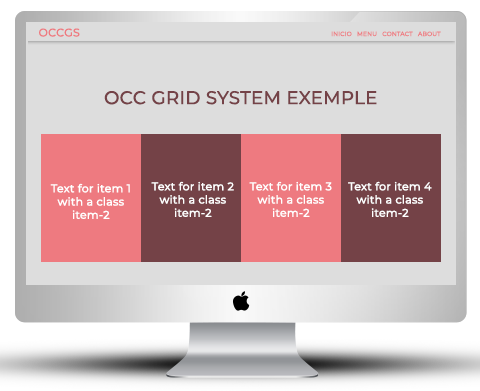 OCCGS
INICIO MENU CONTACT ABOUT
OCC GRID SYSTEM EXEMPLE
Text for item 1
with a class
item-2
Text for item 2
with a class
item-2
Text for item 3
with a class
item-2
Text for item 4
with a class
item-2